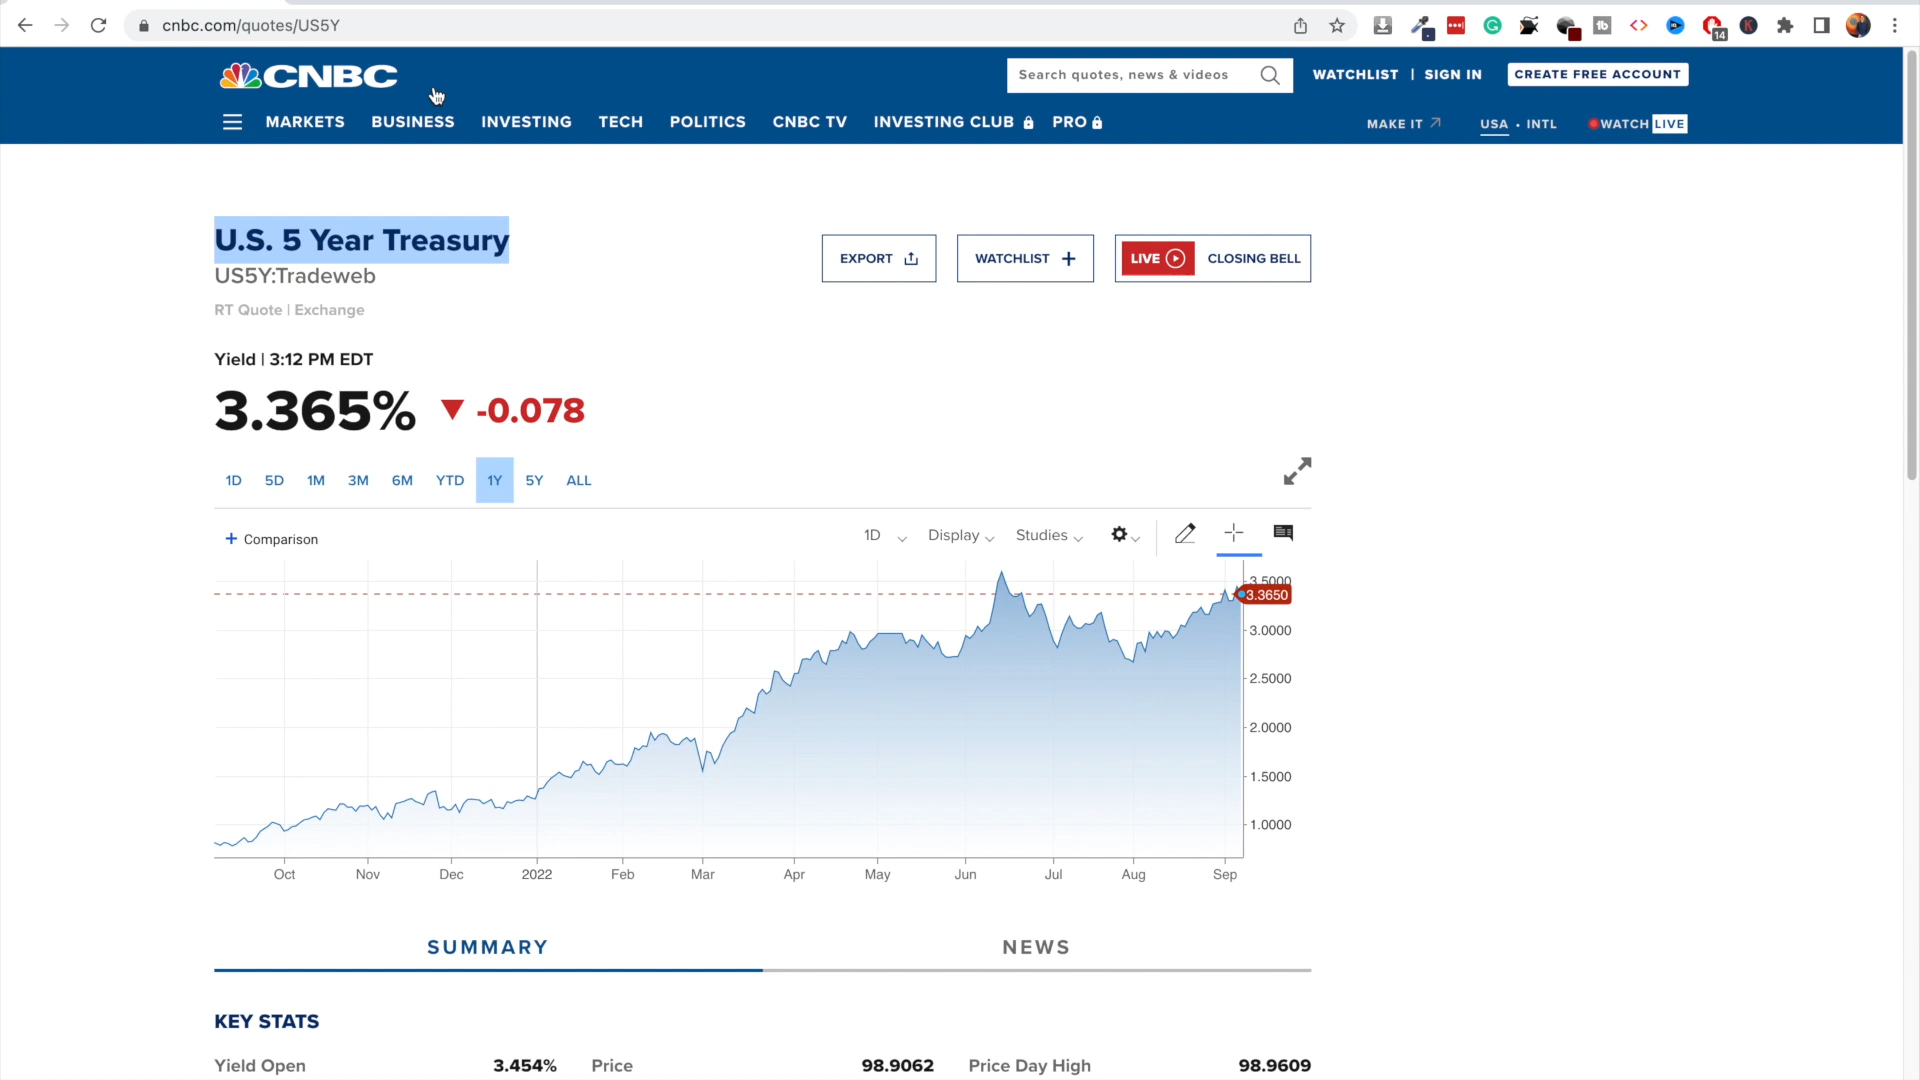 cnbc.com/quotes/US5Y
14
CNBC
Search quotes, news & videos
WATCHLIST | SIGN IN
CREATE FREE ACCOUNT
MARKETS BUSINESS INVESTING TECH POLITICS CNBC TV INVESTING CLUB PRO
MAKE IT USA • INTL WATCH LIVE
U.S. 5 Year Treasury
US5Y:Tradeweb
RT Quote | Exchange
EXPORT WATCHLIST + LIVE CLOSING BELL
Yield | 3:12 PM EDT
3.365% ▼ -0.078
1D 5D 1M 3M 6M YTD 1Y 5Y ALL
+ Comparison
1D Display Studies
3.5000
3.3650
3.0000
2.5000
2.0000
1.5000
1.0000
Oct Nov Dec 2022 Feb Mar Apr May Jun Jul Aug Sep
SUMMARY NEWS
KEY STATS
Yield Open 3.454% Price 98.9062 Price Day High 98.9609